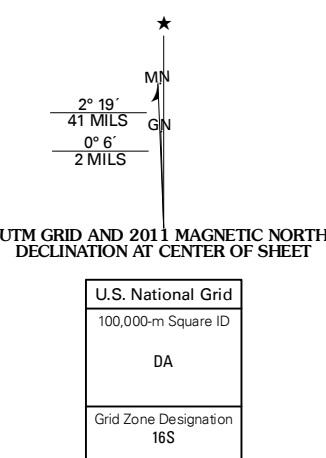 ★
MN
2° 19´
41 MILS
GN
0° 6´
2 MILS
UTM GRID AND 2011 MAGNETIC NORTH
DECLINATION AT CENTER OF SHEET
U.S. National Grid
100,000-m Square ID
DA
Grid Zone Designation
16S